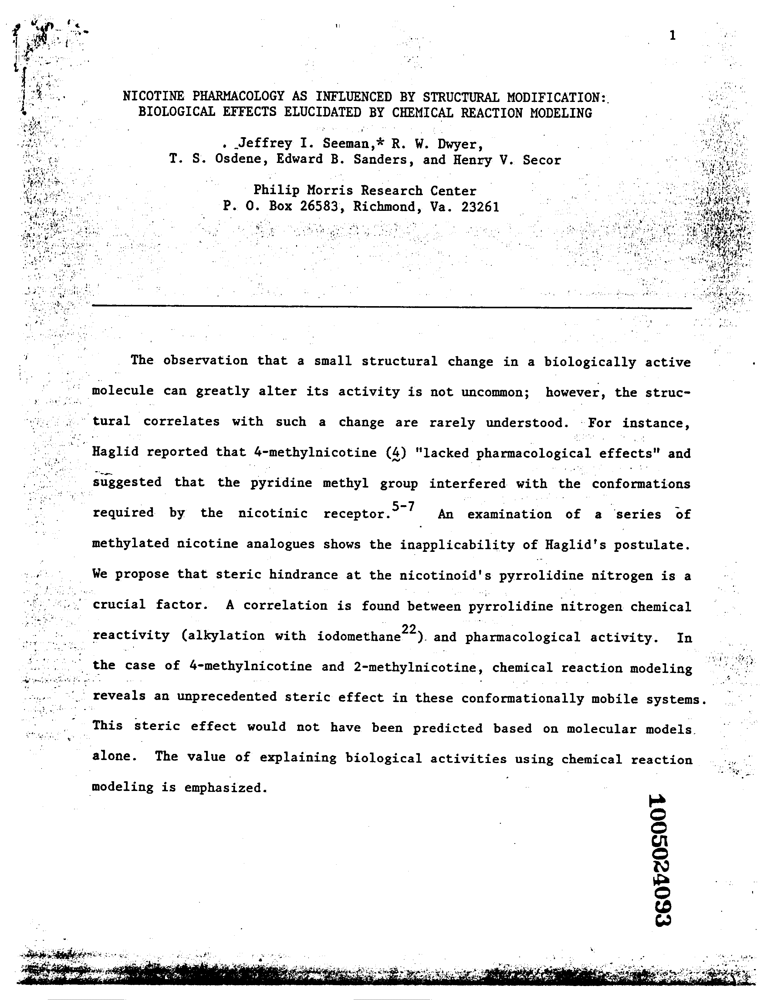 1
NICOTINE PHARMACOLOGY AS INFLUENCED BY STRUCTURAL MODIFICATION:
BIOLOGICAL EFFECTS ELUCIDATED BY CHEMICAL REACTION MODELING
Jeffrey I. Seeman,* R. W. Dwyer,
T. S. Osdene, Edward B. Sanders, and Henry V. Secor
Philip Morris Research Center
P. O. Box 26583, Richmond, Va. 23261
The observation that a small structural change in a biologically active
molecule can greatly alter its activity is not uncommon; however, the struc-
tural correlates with such a change are rarely understood. For instance,
Haglid reported that 4-methylnicotine (4) "lacked pharmacological effects" and
suggested that the pyridine methyl group interfered with the conformations
required by the nicotinic receptor.5-7 An examination of a series of
methylated nicotine analogues shows the inapplicability of Haglid's postulate.
We propose that steric hindrance at the nicotinoid's pyrrolidine nitrogen is a
crucial factor. A correlation is found between pyrrolidine nitrogen chemical
reactivity (alkylation with iodomethane22) and pharmacological activity. In
the case of 4-methylnicotine and 2-methylnicotine, chemical reaction modeling
reveals an unprecedented steric effect in these conformationally mobile systems.
This steric effect would not have been predicted based on molecular models
alone. The value of explaining biological activities using chemical reaction
modeling is emphasized.
1005024093